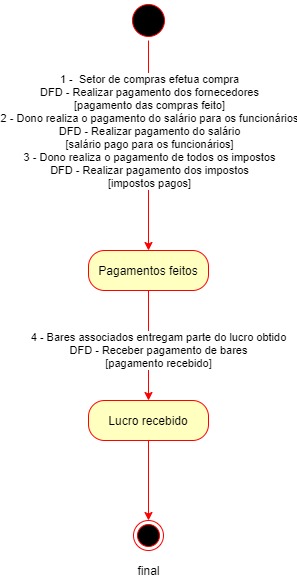 1 - Setor de compras efetua compra
DFD - Realizar pagamento dos fornecedores
[pagamento das compras feito]
2 - Dono realiza o pagamento do salário para os funcionários
DFD - Realizar pagamento do salário
[salário pago para os funcionários]
3 - Dono realiza o pagamento de todos os impostos
DFD - Realizar pagamento dos impostos
[impostos pagos]
Pagamentos feitos
4 - Bares associados entregam parte do lucro obtido
DFD - Receber pagamento de bares
[pagamento recebido]
Lucro recebido
final